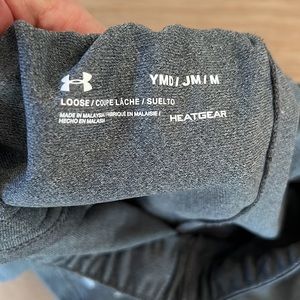 YMD / JM / M
LOOSE / COUPE LÂCHE / SUELTO
MADE IN MALAYSIA/FABRIQUÉ EN MALAISIE /
HECHO EN MALASIA
HEATGEAR